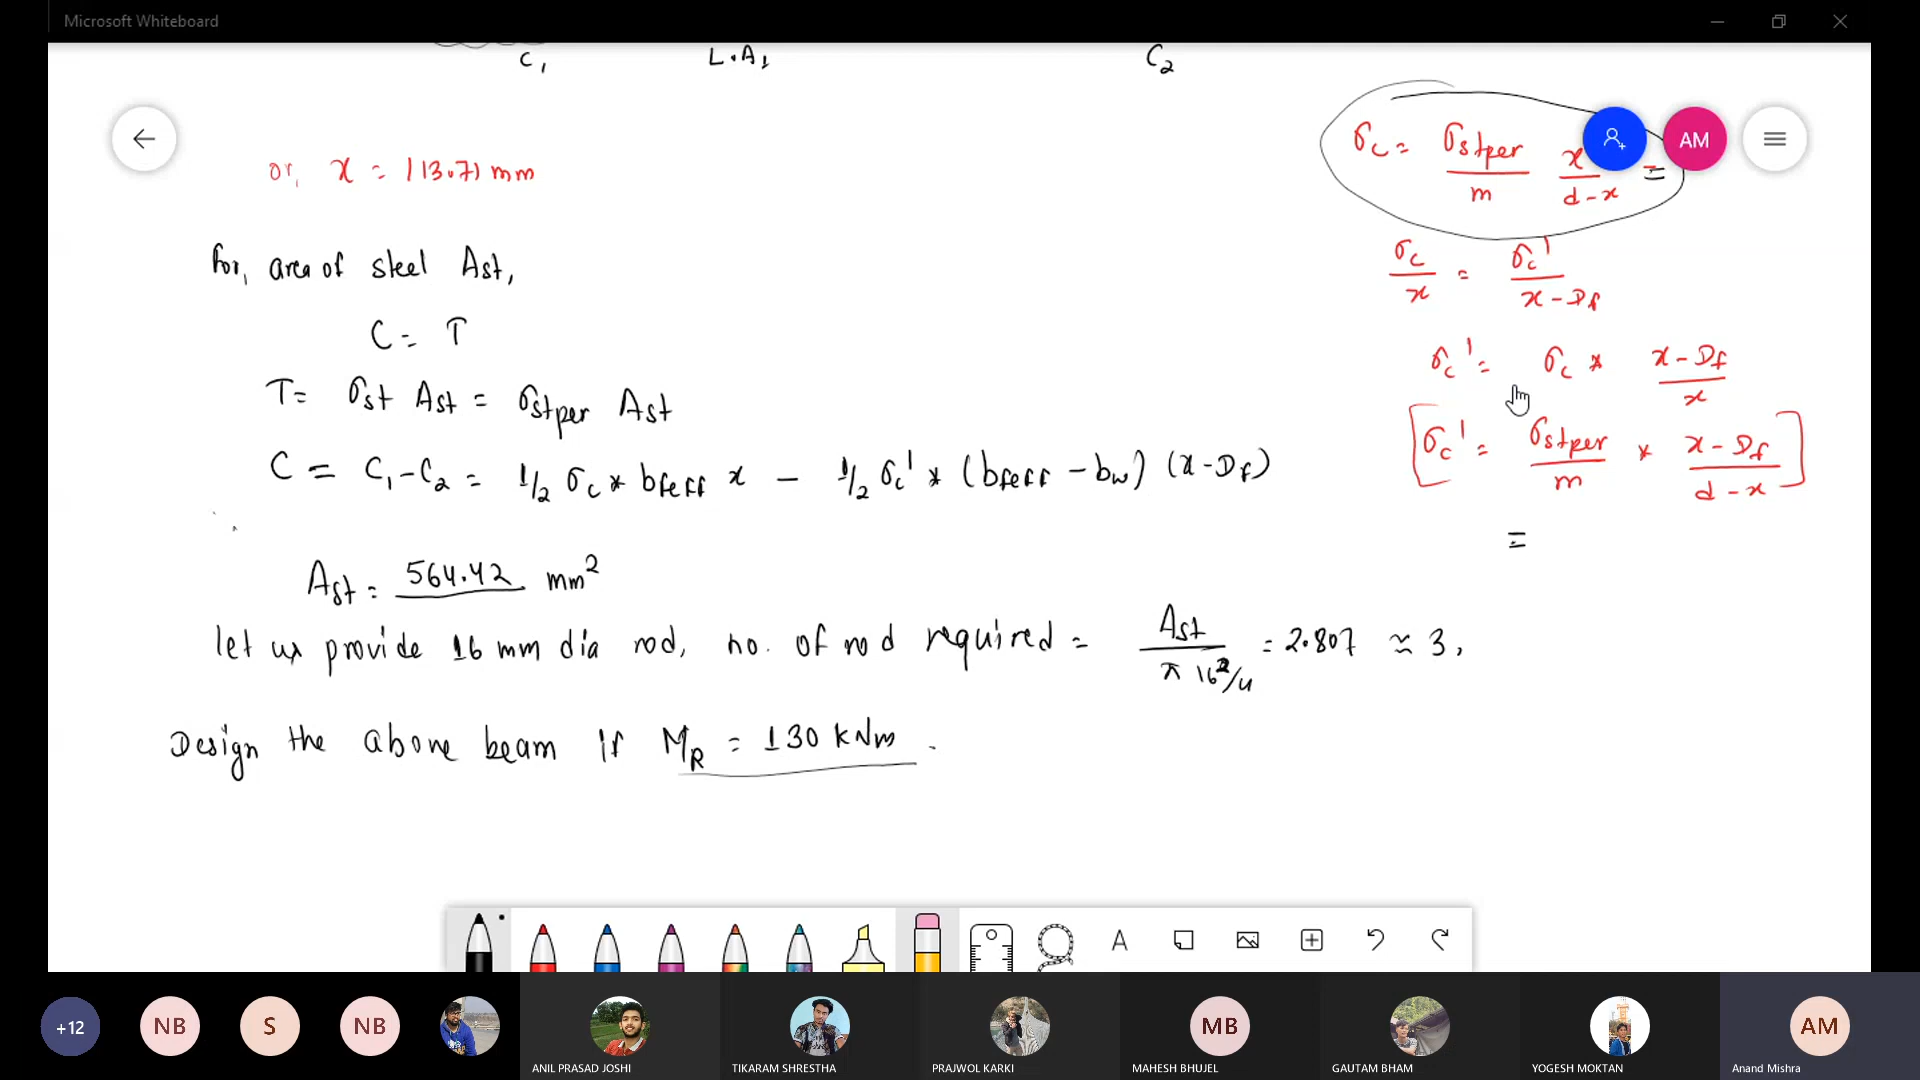 Microsoft Whiteboard
C₁ L.A₁ C₂
or, x = 113.71 mm
σc = σstper/m x/d-x =
σc/x = σc'/x-Df
for, area of steel Ast,
C = T
σc' = σc * x-Df/x
T = σst Ast = σstper Ast
σc' = σstper/m * x-Df/d-x
C = C₁-C₂ = 1/2 σc * bfeff x - 1/2 σc' * (bfeff - bw) (x-Df)
=
Ast = 564.42 mm²
let us provide 16 mm dia rod, no. of rod required = Ast/π 16²/4 = 2.807 ≈ 3,
Design the above beam if MR = 130 kNm.
AM
A
+12 NB S NB MB AM
ANIL PRASAD JOSHI TIKARAM SHRESTHA PRAJWOL KARKI MAHESH BHUJEL GAUTAM BHAM YOGESH MOKTAN Anand Mishra